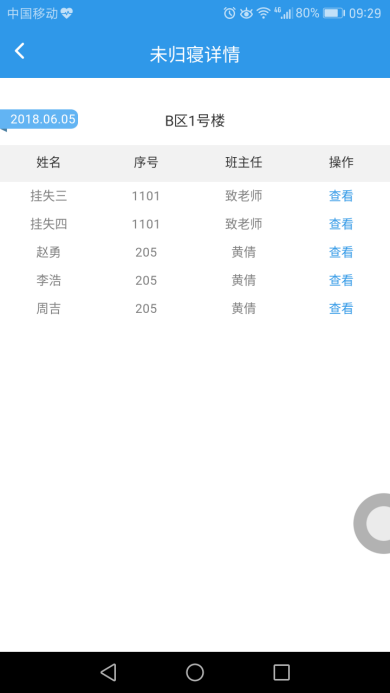 中国移动 46 80% 09:29
未归寝详情
2018.06.05 B区1号楼
姓名 序号 班主任 操作
挂失三 1101 致老师 查看
挂失四 1101 致老师 查看
赵勇 205 黄倩 查看
李浩 205 黄倩 查看
周吉 205 黄倩 查看